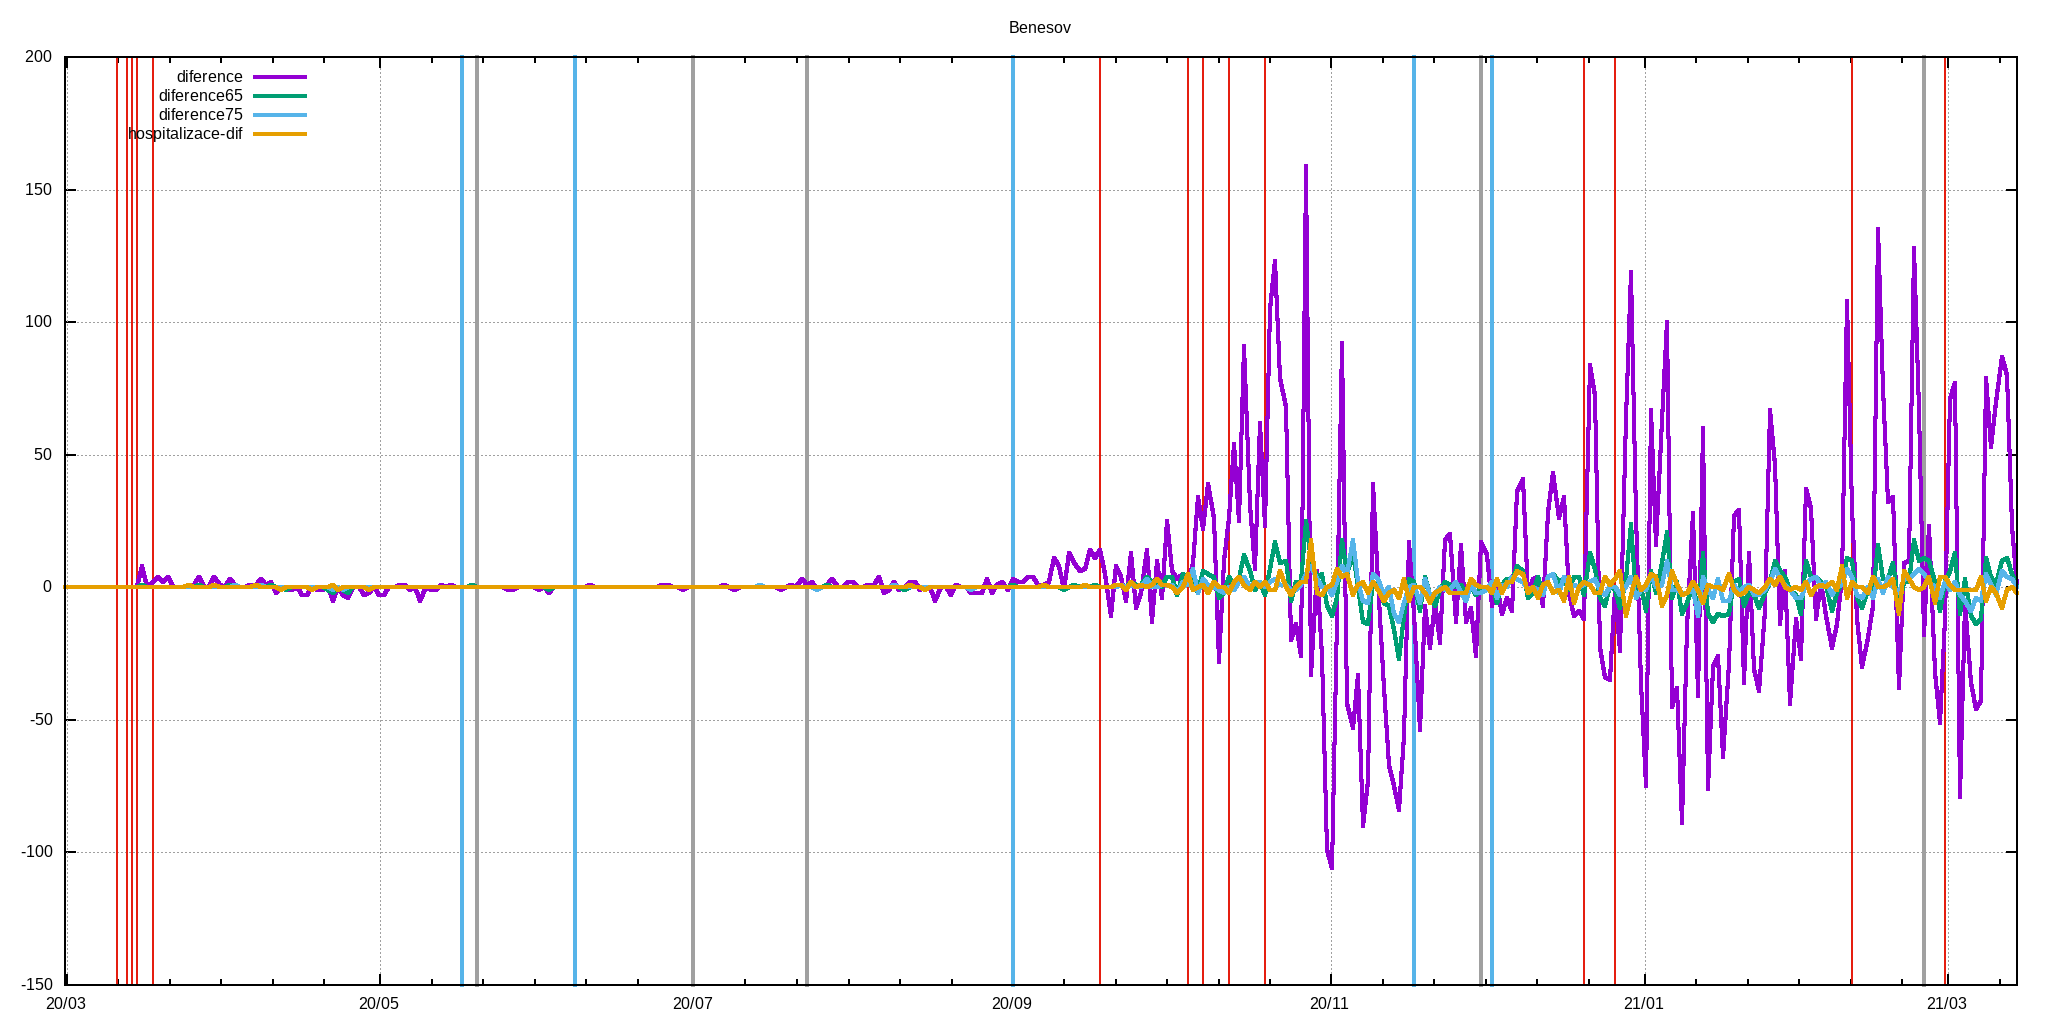 Benesov
200
diference
diference65
diference75
hospitalizace-dif
150
100
50
0
-50
-100
-150
20/03 20/05 20/07 20/09 20/11 21/01 21/03